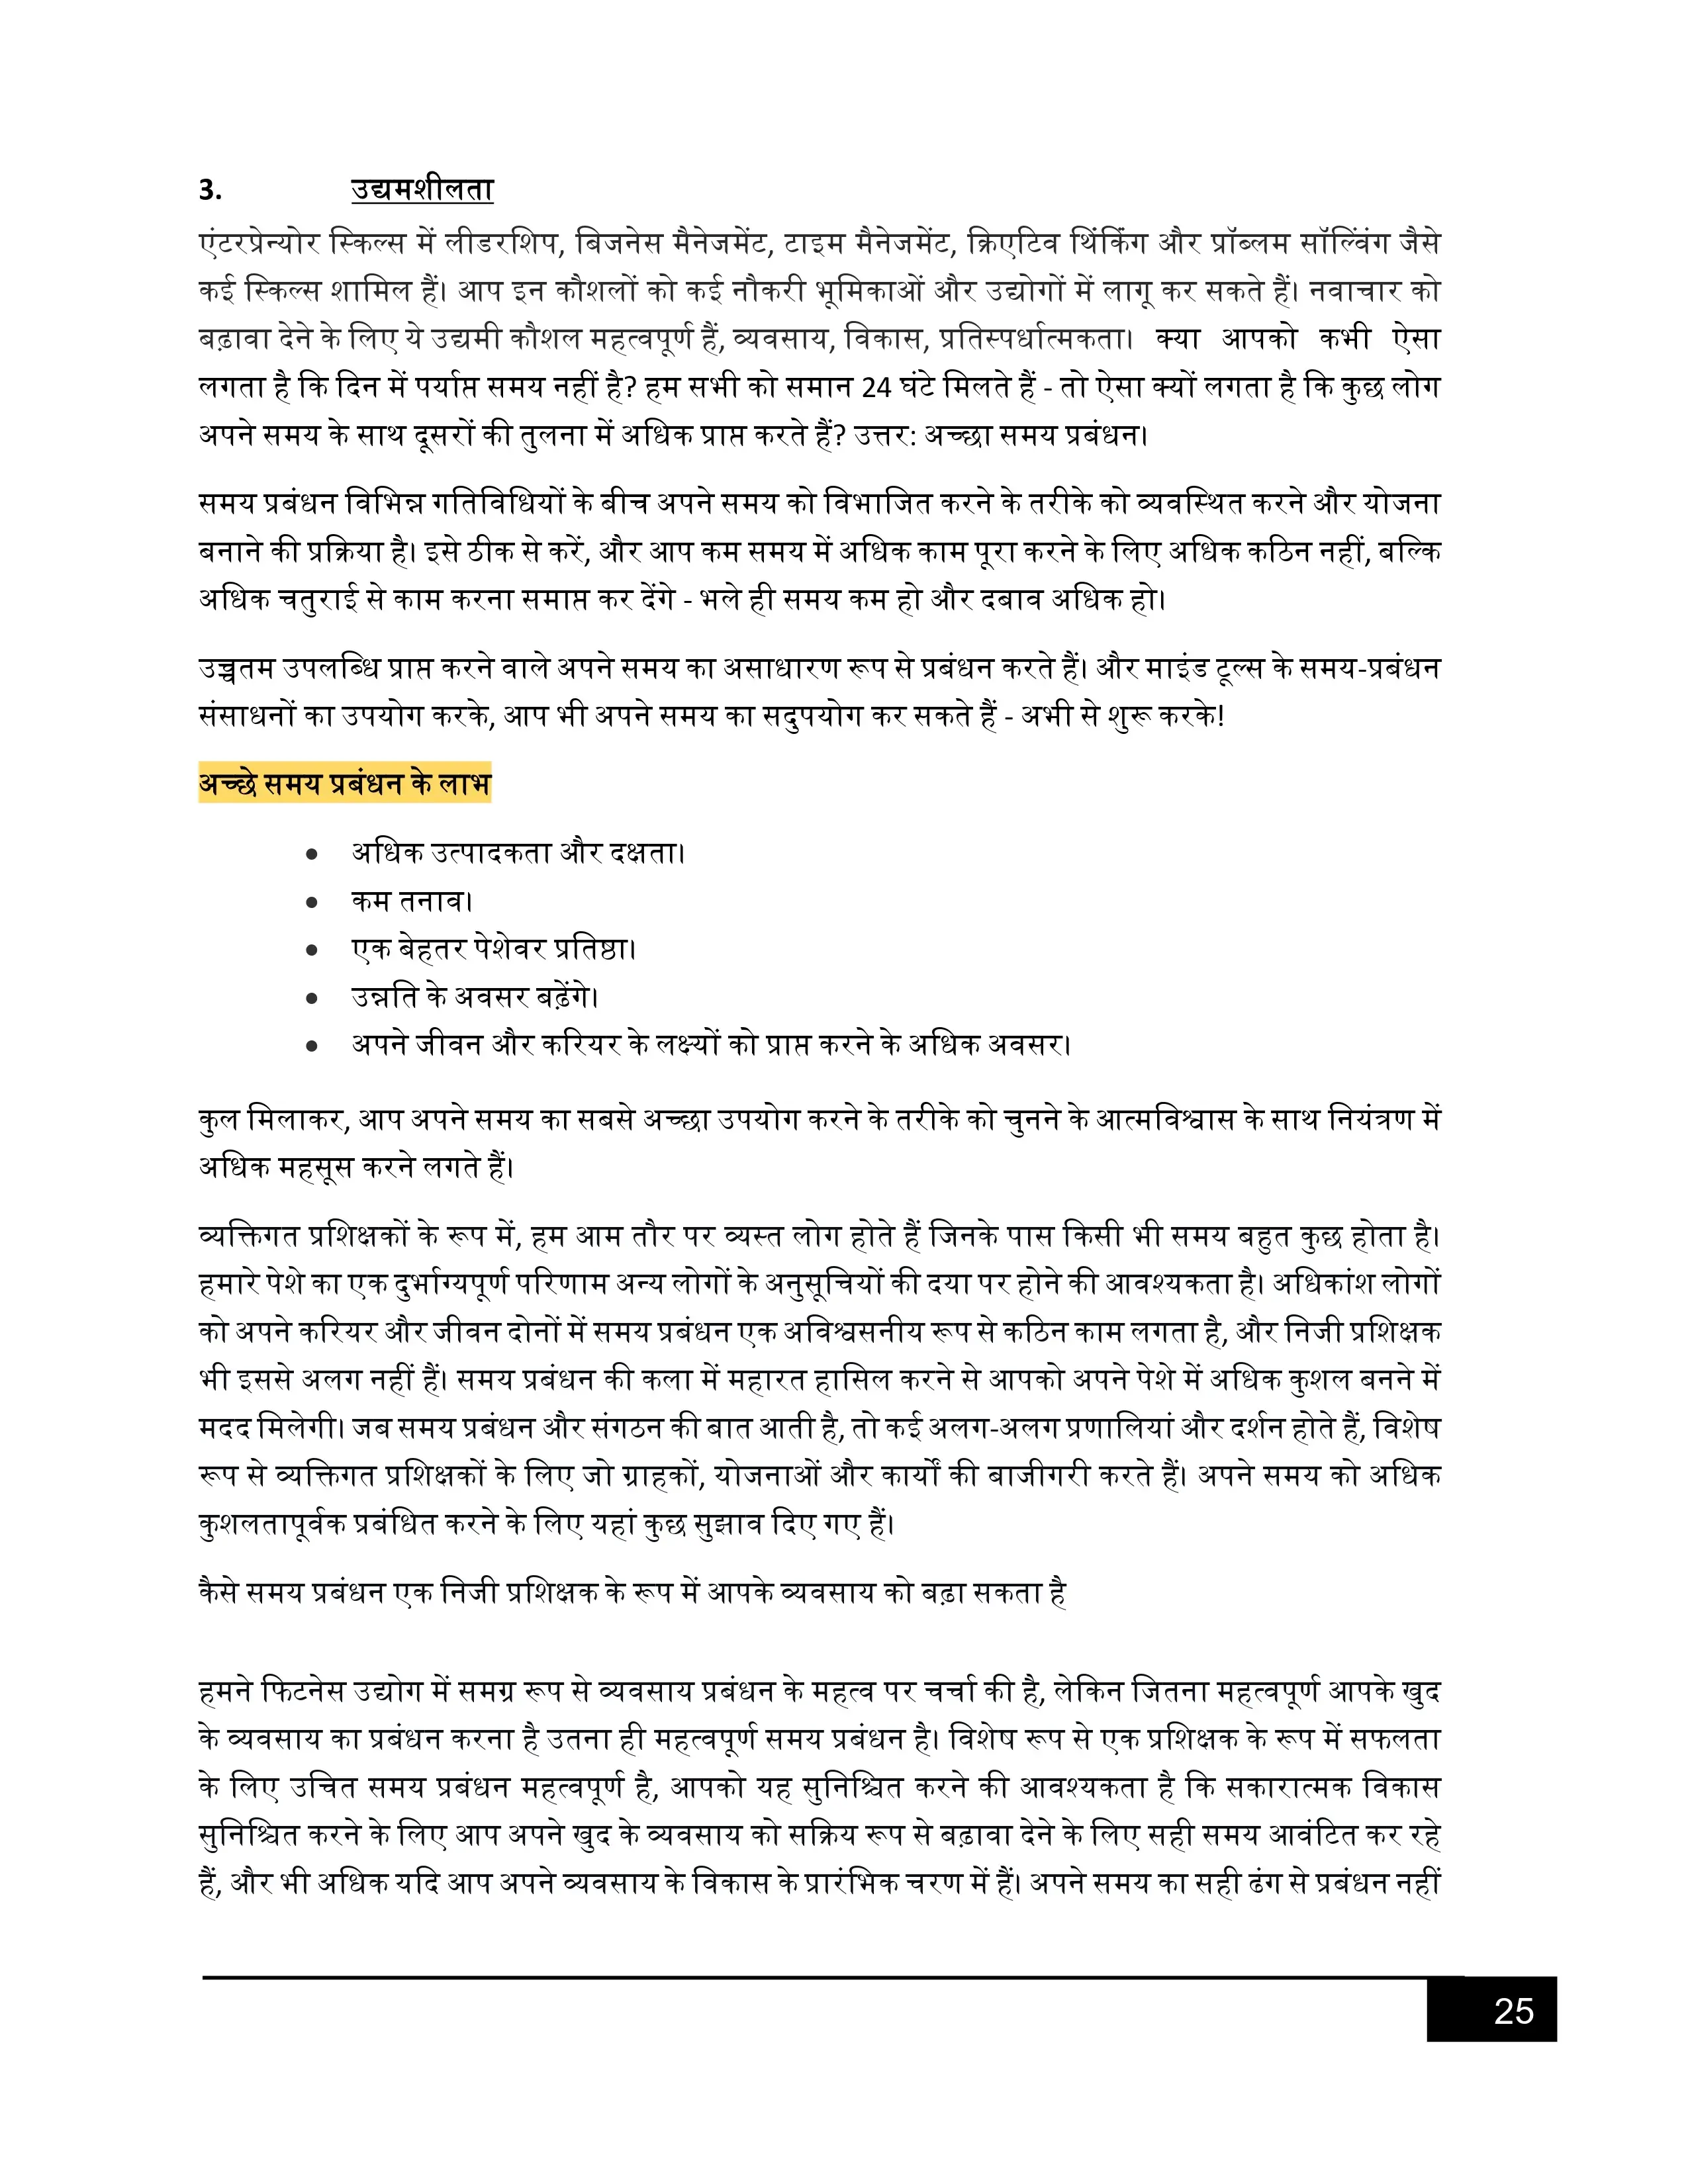 3. उद्यमशीलता
एंटरप्रेन्योर स्किल्स में लीडरशिप, बिजनेस मैनेजमेंट, टाइम मैनेजमेंट, क्रिएटिव थिंकिंग और प्रॉब्लम सॉल्विंग जैसे
कई स्किल्स शामिल हैं। आप इन कौशलों को कई नौकरी भूमिकाओं और उद्योगों में लागू कर सकते हैं। नवाचार को
बढ़ावा देने के लिए ये उद्यमी कौशल महत्वपूर्ण हैं, व्यवसाय, विकास, प्रतिस्पर्धात्मकता। क्या आपको कभी ऐसा
लगता है कि दिन में पर्याप्त समय नहीं है? हम सभी को समान 24 घंटे मिलते हैं - तो ऐसा क्यों लगता है कि कुछ लोग
अपने समय के साथ दूसरों की तुलना में अधिक प्राप्त करते हैं? उत्तर: अच्छा समय प्रबंधन।
समय प्रबंधन विभिन्न गतिविधियों के बीच अपने समय को विभाजित करने के तरीके को व्यवस्थित करने और योजना
बनाने की प्रक्रिया है। इसे ठीक से करें, और आप कम समय में अधिक काम पूरा करने के लिए अधिक कठिन नहीं, बल्कि
अधिक चतुराई से काम करना समाप्त कर देंगे - भले ही समय कम हो और दबाव अधिक हो।
उच्चतम उपलब्धि प्राप्त करने वाले अपने समय का असाधारण रूप से प्रबंधन करते हैं। और माइंड टूल्स के समय-प्रबंधन
संसाधनों का उपयोग करके, आप भी अपने समय का सदुपयोग कर सकते हैं - अभी से शुरू करके!
अच्छे समय प्रबंधन के लाभ
• अधिक उत्पादकता और दक्षता।
• कम तनाव।
• एक बेहतर पेशेवर प्रतिष्ठा।
• उन्नति के अवसर बढ़ेंगे।
• अपने जीवन और करियर के लक्ष्यों को प्राप्त करने के अधिक अवसर।
कुल मिलाकर, आप अपने समय का सबसे अच्छा उपयोग करने के तरीके को चुनने के आत्मविश्वास के साथ नियंत्रण में
अधिक महसूस करने लगते हैं।
व्यक्तिगत प्रशिक्षकों के रूप में, हम आम तौर पर व्यस्त लोग होते हैं जिनके पास किसी भी समय बहुत कुछ होता है।
हमारे पेशे का एक दुर्भाग्यपूर्ण परिणाम अन्य लोगों के अनुसूचियों की दया पर होने की आवश्यकता है। अधिकांश लोगों
को अपने करियर और जीवन दोनों में समय प्रबंधन एक अविश्वसनीय रूप से कठिन काम लगता है, और निजी प्रशिक्षक
भी इससे अलग नहीं हैं। समय प्रबंधन की कला में महारत हासिल करने से आपको अपने पेशे में अधिक कुशल बनने में
मदद मिलेगी। जब समय प्रबंधन और संगठन की बात आती है, तो कई अलग-अलग प्रणालियां और दर्शन होते हैं, विशेष
रूप से व्यक्तिगत प्रशिक्षकों के लिए जो ग्राहकों, योजनाओं और कार्यों की बाजीगरी करते हैं। अपने समय को अधिक
कुशलतापूर्वक प्रबंधित करने के लिए यहां कुछ सुझाव दिए गए हैं।
कैसे समय प्रबंधन एक निजी प्रशिक्षक के रूप में आपके व्यवसाय को बढ़ा सकता है
हमने फिटनेस उद्योग में समग्र रूप से व्यवसाय प्रबंधन के महत्व पर चर्चा की है, लेकिन जितना महत्वपूर्ण आपके खुद
के व्यवसाय का प्रबंधन करना है उतना ही महत्वपूर्ण समय प्रबंधन है। विशेष रूप से एक प्रशिक्षक के रूप में सफलता
के लिए उचित समय प्रबंधन महत्वपूर्ण है, आपको यह सुनिश्चित करने की आवश्यकता है कि सकारात्मक विकास
सुनिश्चित करने के लिए आप अपने खुद के व्यवसाय को सक्रिय रूप से बढ़ावा देने के लिए सही समय आवंटित कर रहे
हैं, और भी अधिक यदि आप अपने व्यवसाय के विकास के प्रारंभिक चरण में हैं। अपने समय का सही ढंग से प्रबंधन नहीं
25